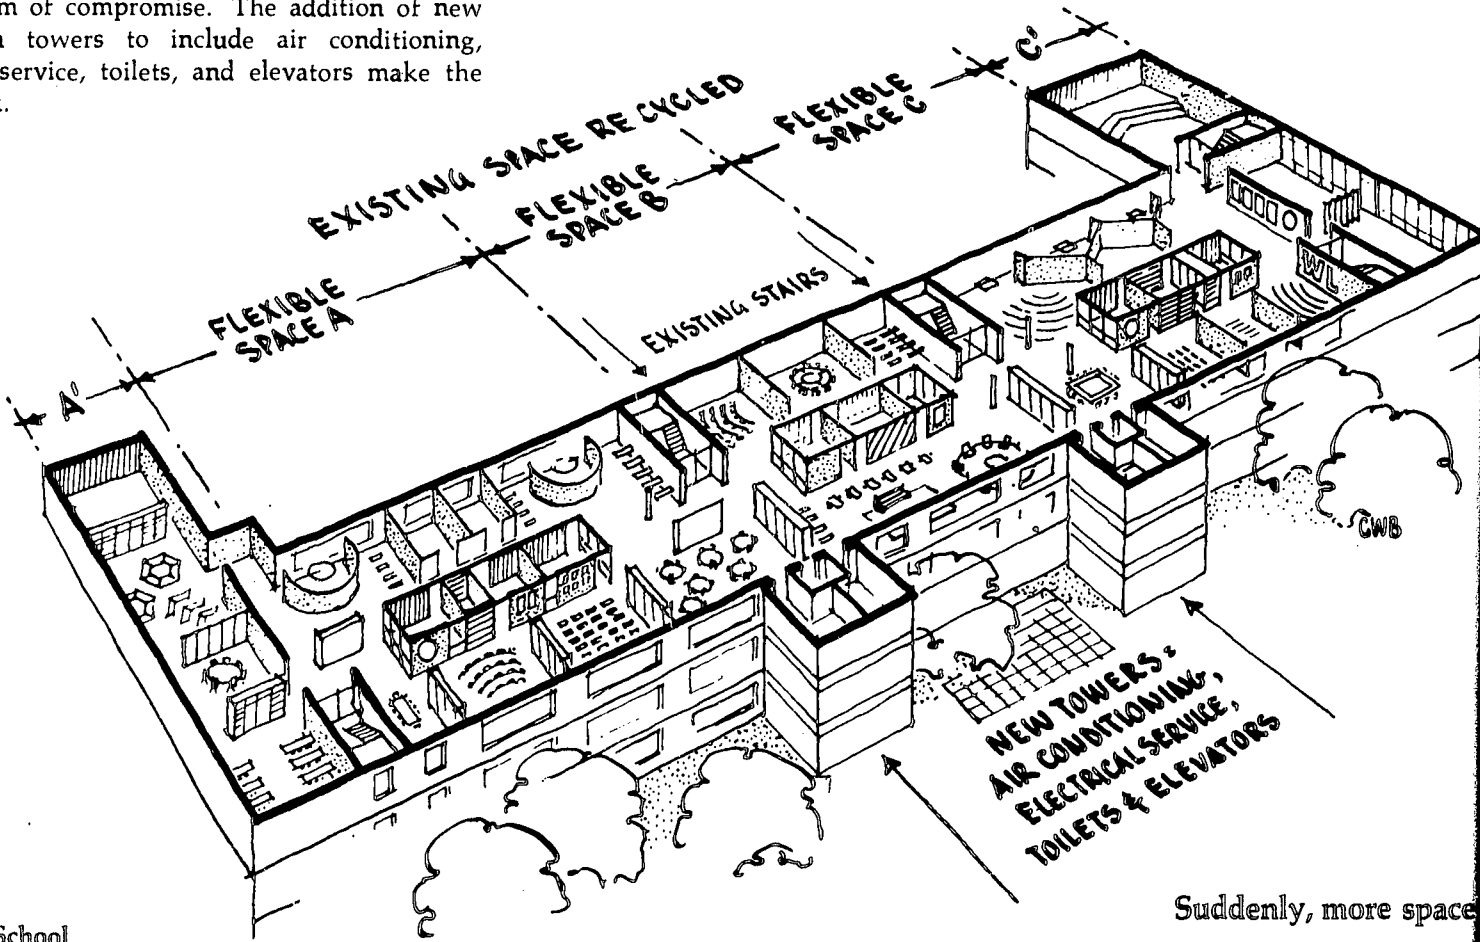 m of compromise. The addition of new
towers to include air conditioning,
service, toilets, and elevators make the
EXISTING SPACE RECYCLED
C'
FLEXIBLE
SPACE C
FLEXIBLE
SPACE B
FLEXIBLE
SPACE A
A'
EXISTING STAIRS
WL
CWB
NEW TOWERS:
AIR CONDITIONING,
ELECTRICAL SERVICE,
TOILETS & ELEVATORS
Suddenly, more space
School